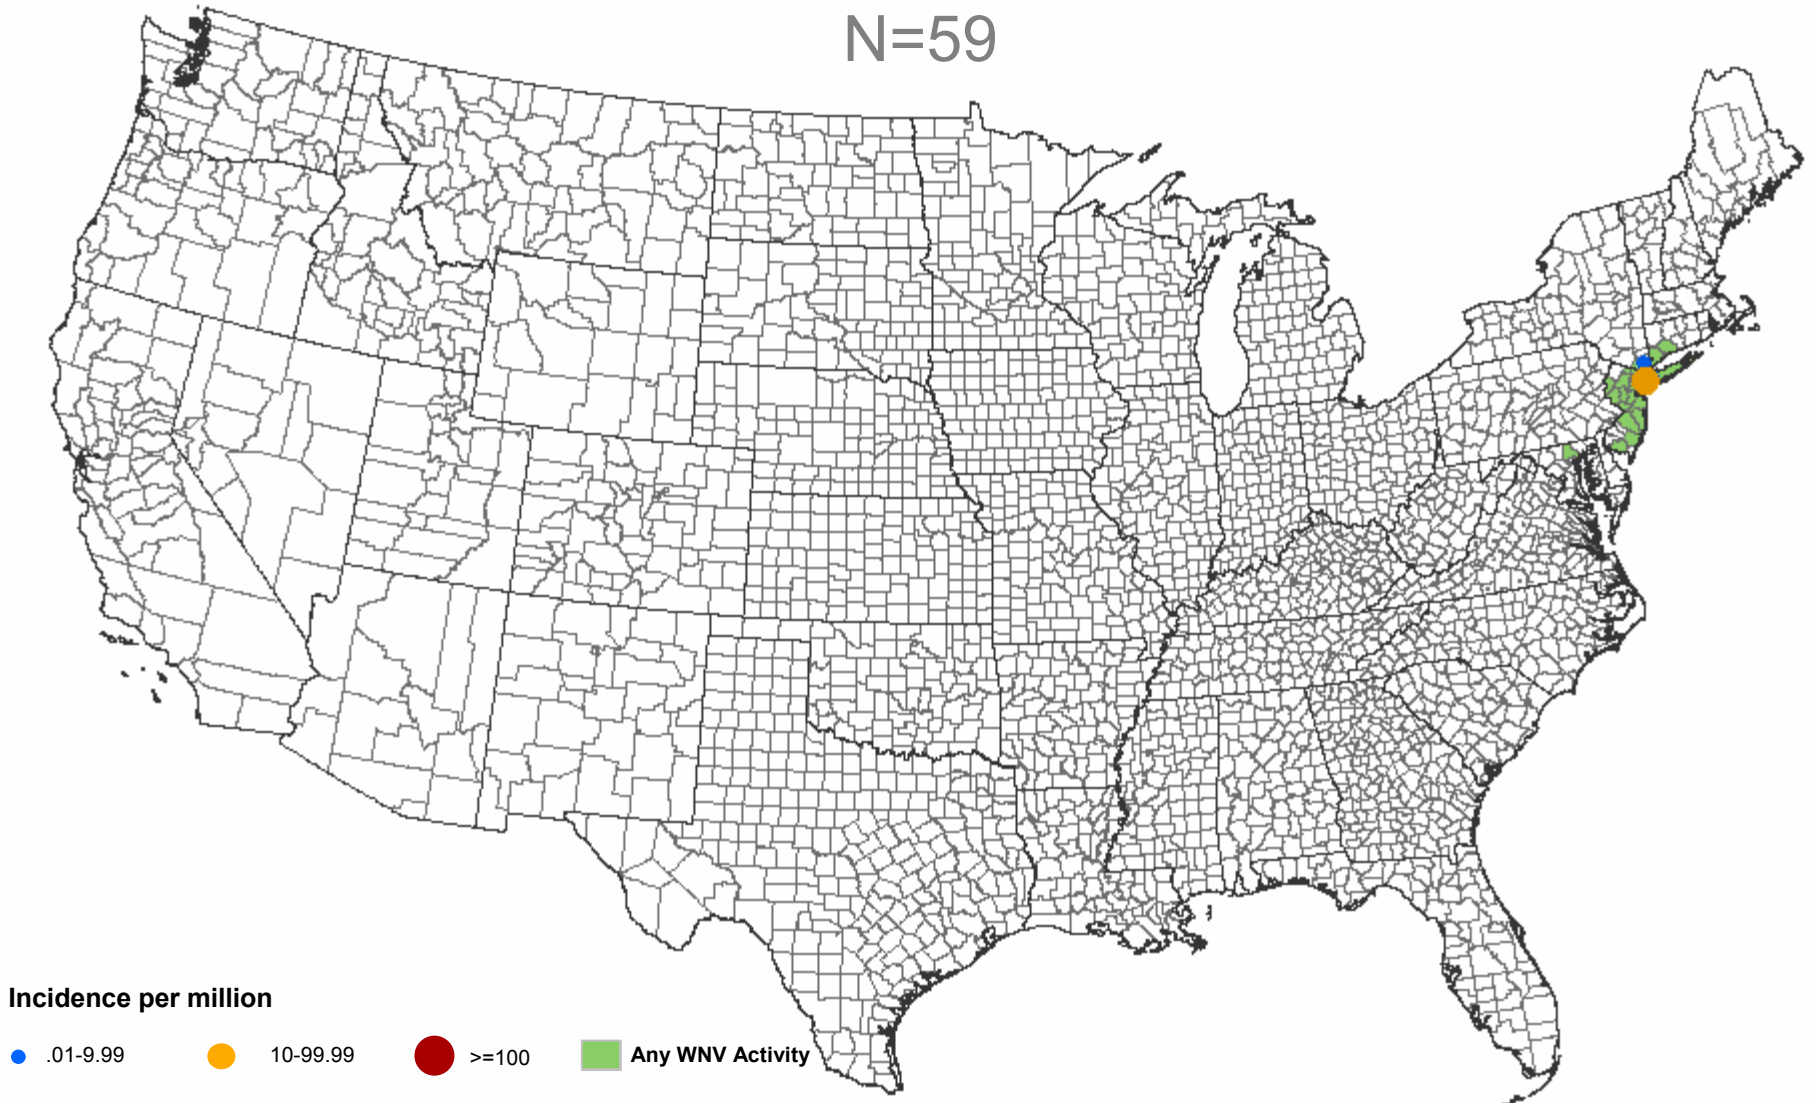 N=59
Incidence per million
.01-9.99 10-99.99 >=100 Any WNV Activity